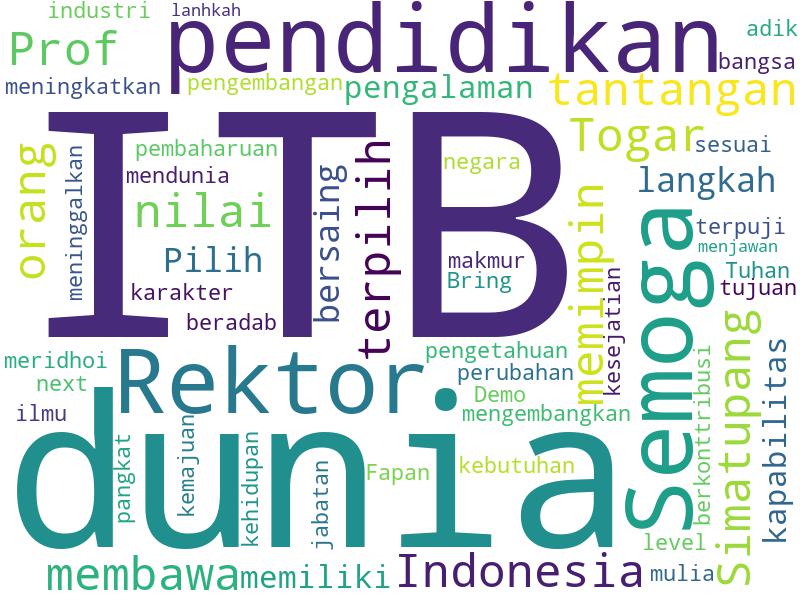 industri
lanhkah
pendidikan
adik
Prof
bangsa
meningkatkan
pengembangan
pengalaman
tantangan
ITB
Togar
sesuai
orang
meninggalkan
pembaharuan
mendunia
nilai
Pilih
karakter
beradab
bersaing
terpilih
negara
makmur
Bring
memimpin
kesejatian
langkah
Semoga
terpuji
menjawan
Tuhan
tujuan
meridhoi
next
ilmu
Rektor
pengetahuan
perubahan
Demo
mengembangkan
berkonttribusi
simatupang
kapabilitas
dunia
pangkat
kemajuan
kehidupan
jabatan
Fapan
kebutuhan
level
membawa
memiliki
Indonesia
mulia